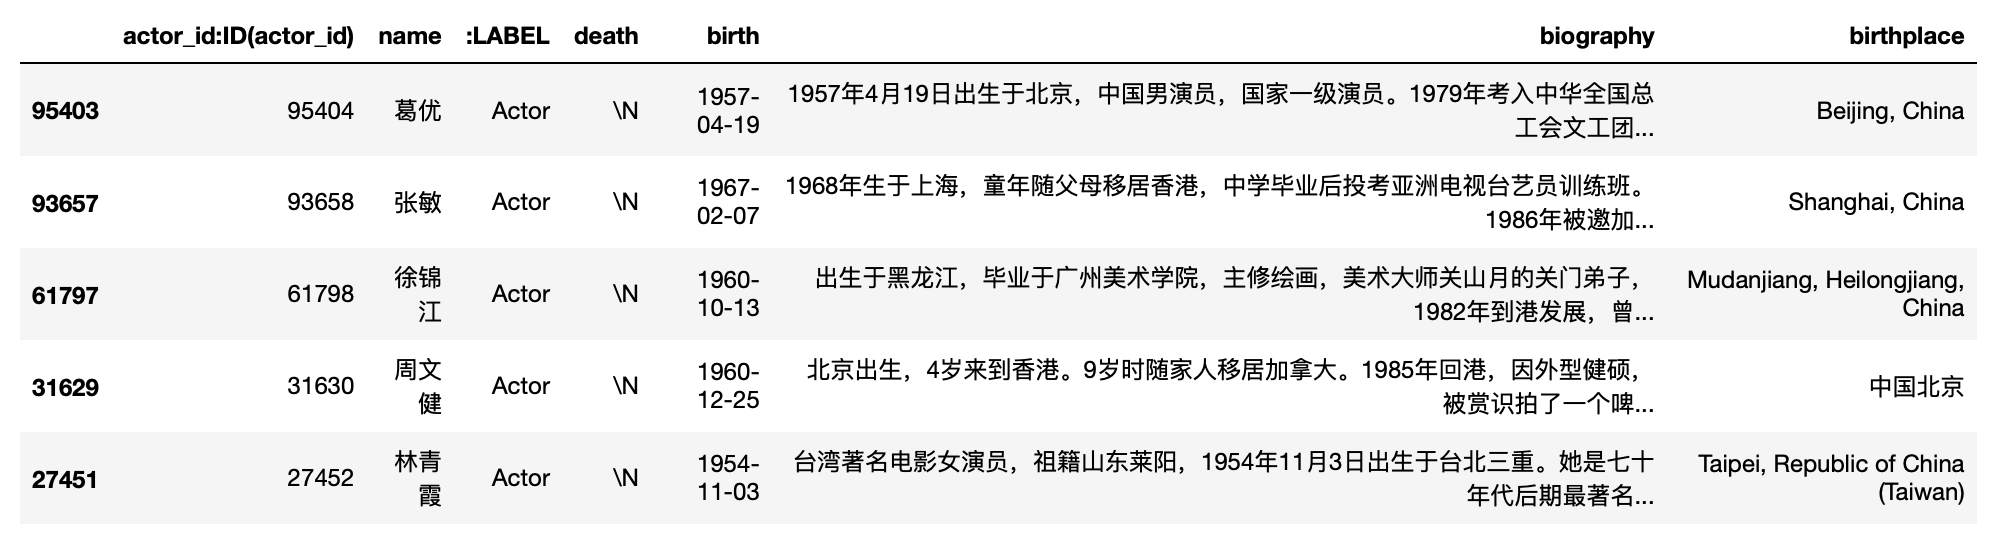 actor_id:ID(actor_id) name :LABEL death birth biography birthplace
95403 95404 葛优 Actor \N 1957-04-19 1957年4月19日出生于北京，中国男演员，国家一级演员。1979年考入中华全国总工会文工团... Beijing, China
93657 93658 张敏 Actor \N 1967-02-07 1968年生于上海，童年随父母移居香港，中学毕业后投考亚洲电视台艺员训练班。1986年被邀加... Shanghai, China
61797 61798 徐锦江 Actor \N 1960-10-13 出生于黑龙江，毕业于广州美术学院，主修绘画，美术大师关山月的关门弟子，1982年到港发展，曾... Mudanjiang, Heilongjiang, China
31629 31630 周文健 Actor \N 1960-12-25 北京出生，4岁来到香港。9岁时随家人移居加拿大。1985年回港，因外型健硕，被赏识拍了一个啤... 中国北京
27451 27452 林青霞 Actor \N 1954-11-03 台湾著名电影女演员，祖籍山东莱阳，1954年11月3日出生于台北三重。她是七十年代后期最著名... Taipei, Republic of China (Taiwan)